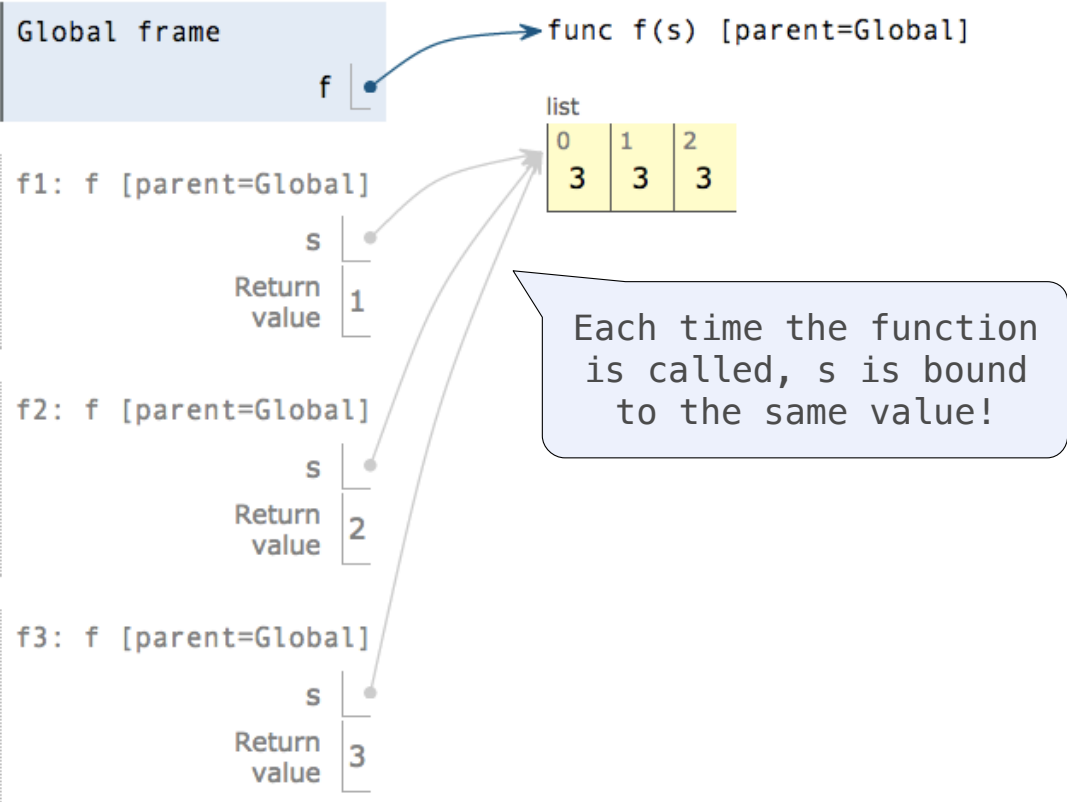 Global frame
f
func f(s) [parent=Global]
list
0 1 2
3 3 3
f1: f [parent=Global]
s
Return
value 1
Each time the function
is called, s is bound
to the same value!
f2: f [parent=Global]
s
Return
value 2
f3: f [parent=Global]
s
Return
value 3